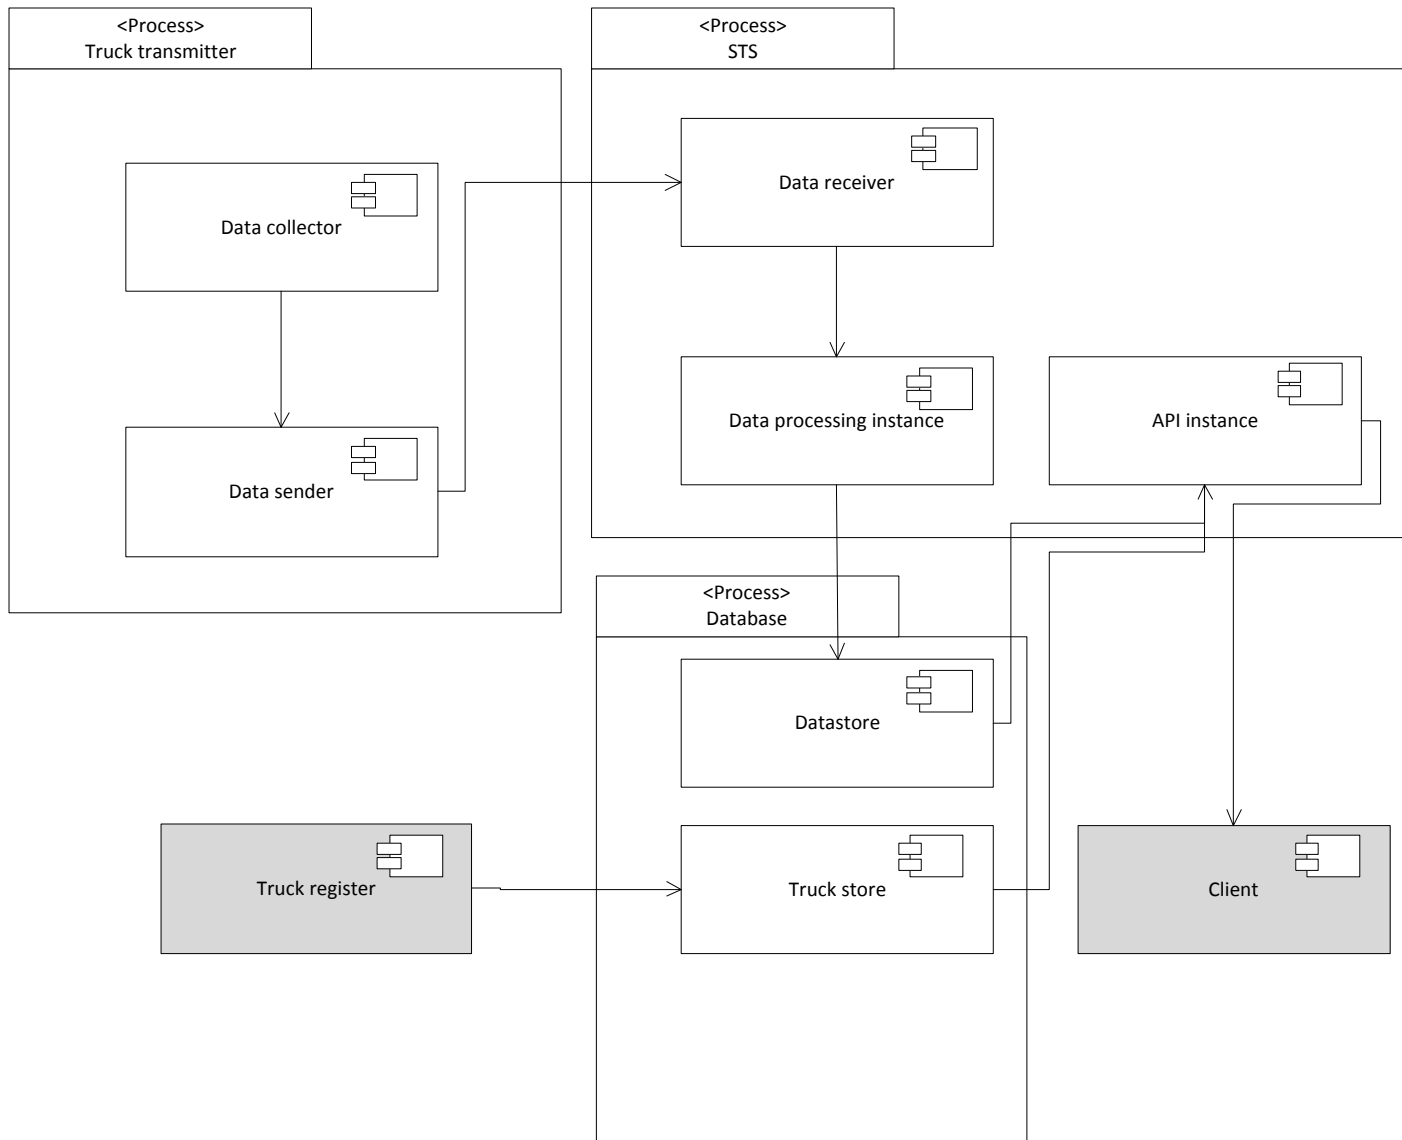 <Process>
Truck transmitter
<Process>
STS
Data collector
Data receiver
Data sender
Data processing instance
API instance
<Process>
Database
Datastore
Truck register
Truck store
Client